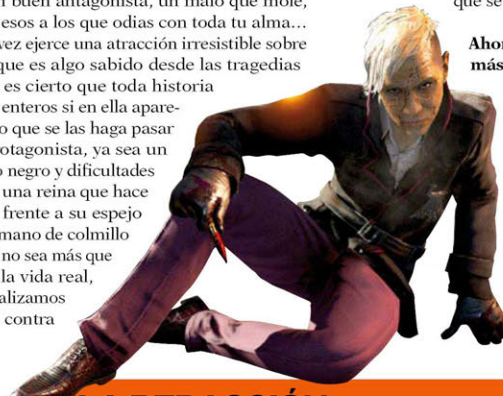 n buen antagonista, un malo que mole,
esos a los que odias con toda tu alma...
vez ejerce una atracción irresistible sobre
que es algo sabido desde las tragedias
es cierto que toda historia
enteros si en ella apare-
o que se las haga pasar
otagonista, ya sea un
o negro y dificultades
una reina que hace
frente a su espejo
mano de colmillo
no sea más que
la vida real,
alizamos
contra
que se
Ahor
más